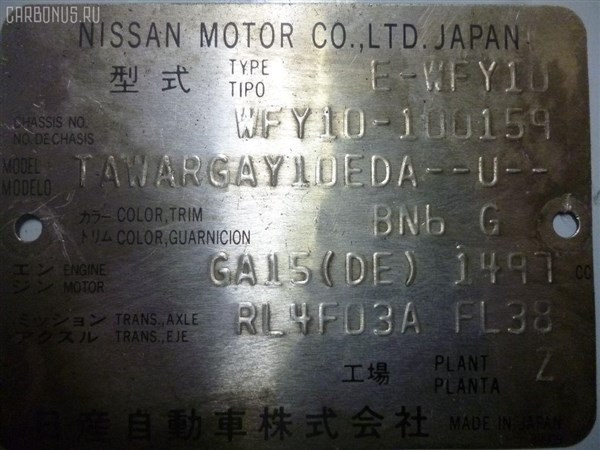 CARBONUS.RU
NISSAN MOTOR CO.,LTD. JAPAN
型式 TYPE TIPO E-WFY10
CHASSIS NO. NO. DE CHASIS WFY10-100159
MODEL MODELO TAWARGAY10EDA--U--
カラー COLOR,TRIM トリム COLOR,GUARNICION BN6 G
エンジン ENGINE MOTOR GA15(DE) 1497 CC
ミッション TRANS.,AXLE アクスル TRANS.,EJE RL4F03A FL38
工場 PLANT PLANTA Z
日産自動車株式会社 MADE IN JAPAN